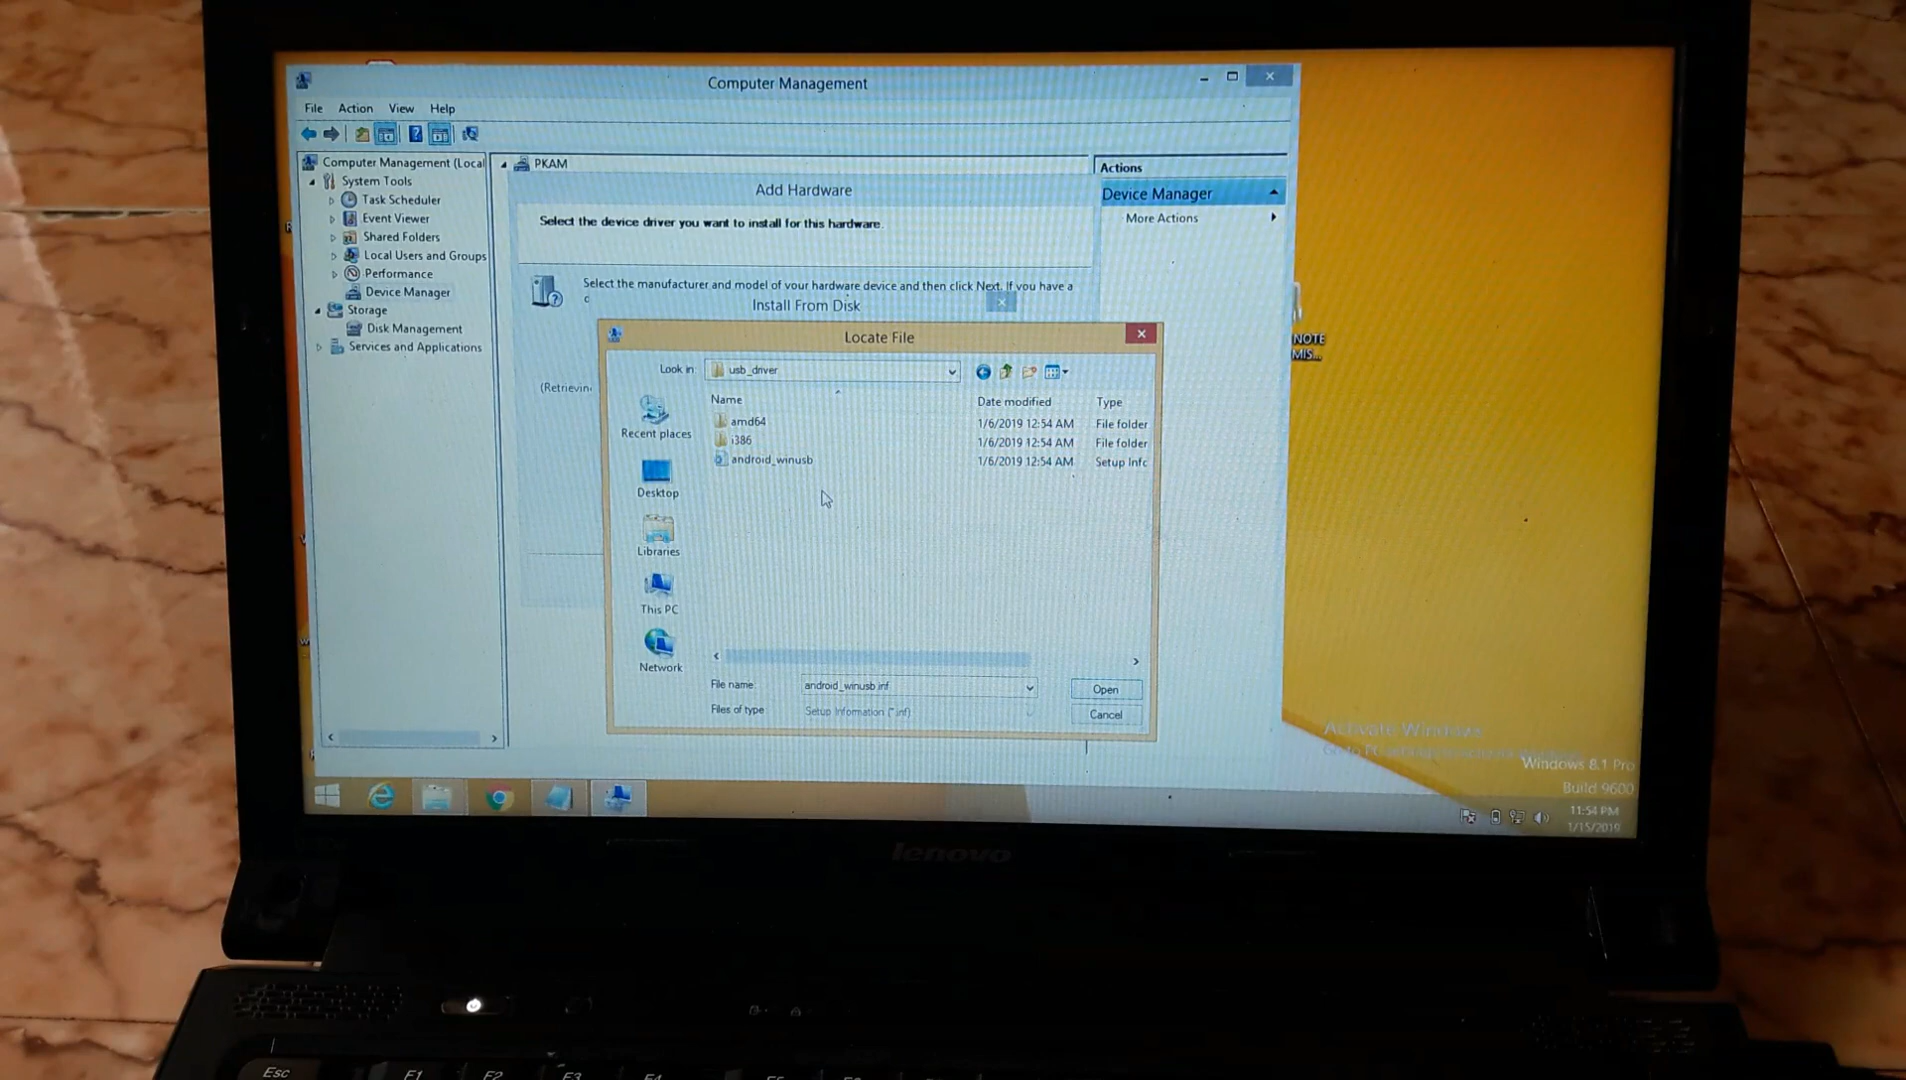 Computer Management
File Action View Help
Computer Management (Local
System Tools
Task Scheduler
Event Viewer
Shared Folders
Local Users and Groups
Performance
Device Manager
Storage
Disk Management
Services and Applications
PKAM
Add Hardware
Select the device driver you want to install for this hardware.
Select the manufacturer and model of your hardware device and then click Next. If you have a
Install From Disk
(Retrievin
Actions
Device Manager
More Actions
Locate File
Look in: usb_driver
Name Date modified Type
amd64 1/6/2019 12:54 AM File folder
i386 1/6/2019 12:54 AM File folder
android_winusb 1/6/2019 12:54 AM Setup Infc
Recent places
Desktop
Libraries
This PC
Network
File name: android_winusb.inf Open
Files of type: Setup Information (*.inf) Cancel
NOTE
MIS...
Activate Windows
Windows 8.1 Pro
Build 9600
11:54 PM
1/15/2019
lenovo
Esc F1 F2 F3 F4